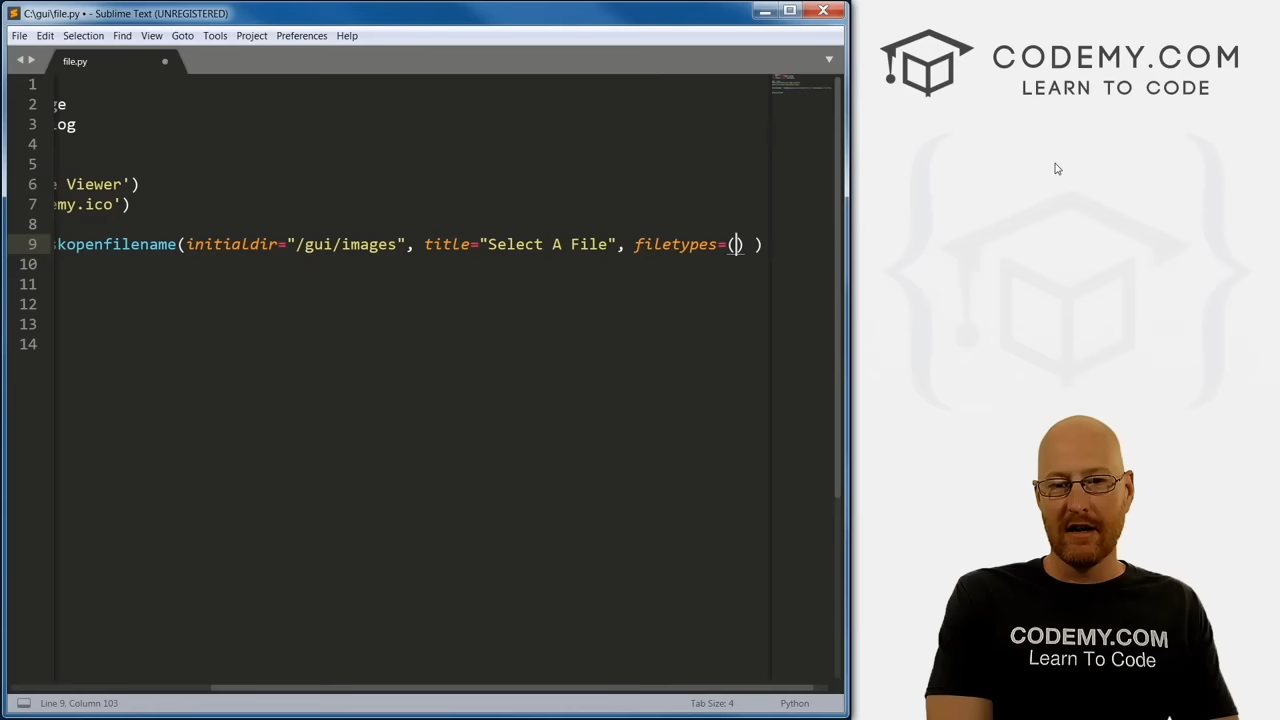 C:\gui\file.py • - Sublime Text (UNREGISTERED)
File Edit Selection Find View Goto Tools Project Preferences Help
file.py
1
2 ge
3 log
4
5
6 e Viewer')
7 emy.ico')
8
9 skopenfilename(initialdir="/gui/images", title="Select A File", filetypes=() )
10
11
12
13
14
Line 9, Column 103
Tab Size: 4
Python
CODEMY.COM
LEARN TO CODE
CODEMY.COM
Learn To Code